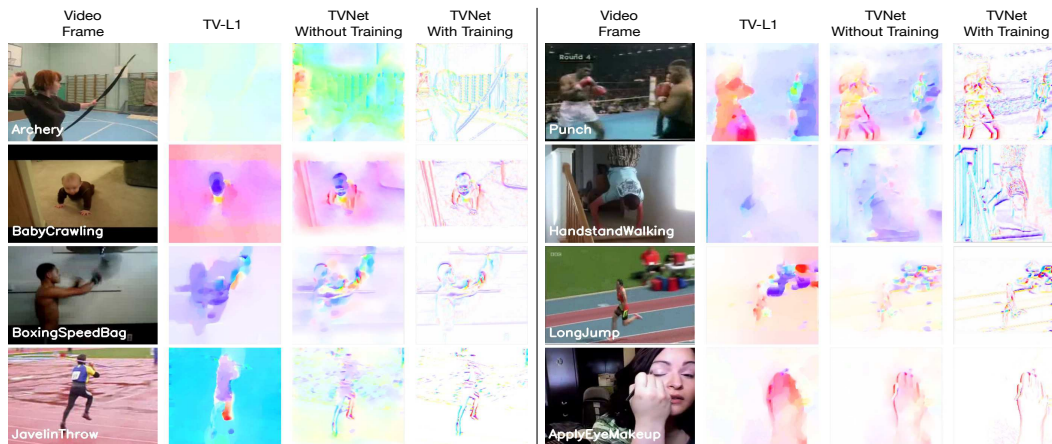 Video
Frame
TV-L1
TVNet
Without Training
TVNet
With Training
Video
Frame
TV-L1
TVNet
Without Training
TVNet
With Training
Archery
Round 4
Punch
BabyCrawling
HandstandWalking
BoxingSpeedBag
LongJump
JavelinThrow
ApplyEyeMakeup